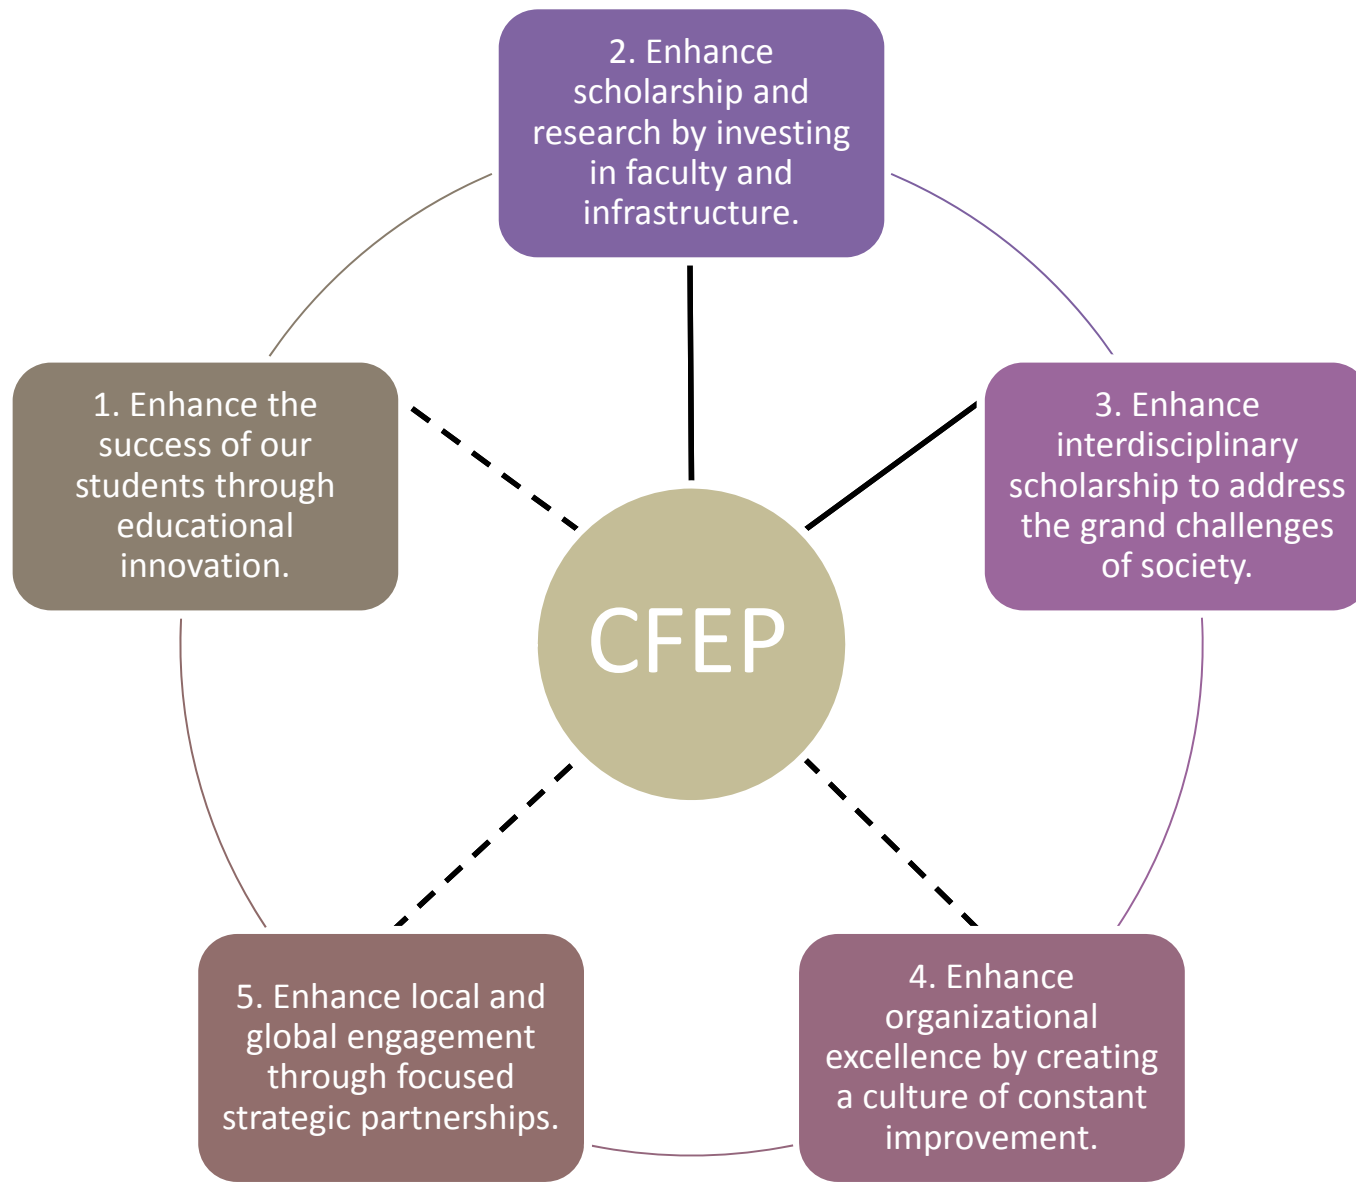 2. Enhance
scholarship and
research by investing
in faculty and
infrastructure.
1. Enhance the
success of our
students through
educational
innovation.
3. Enhance
interdisciplinary
scholarship to address
the grand challenges
of society.
CFEP
5. Enhance local and
global engagement
through focused
strategic partnerships.
4. Enhance
organizational
excellence by creating
a culture of constant
improvement.